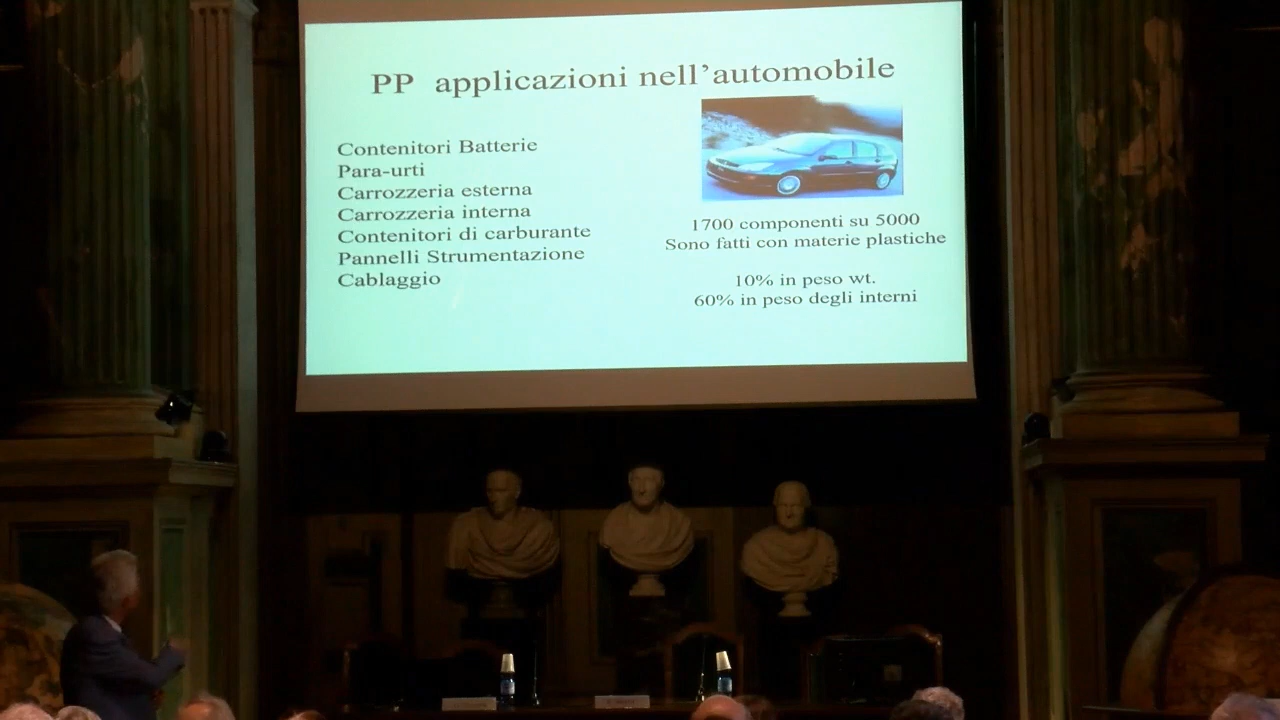 PP applicazioni nell'automobile
Contenitori Batterie
Para-urti
Carrozzeria esterna
Carrozzeria interna
Contenitori di carburante
Pannelli Strumentazione
Cablaggio
1700 componenti su 5000
Sono fatti con materie plastiche
10% in peso wt.
60% in peso degli interni